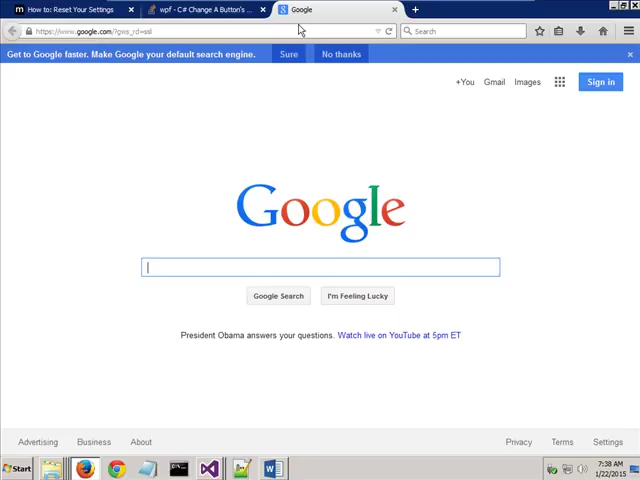 How to: Reset Your Settings
wpf - C# Change A Button's...
Google
https://www.google.com/?gws_rd=ssl
Search
Get to Google faster. Make Google your default search engine.
Sure
No thanks
+You
Gmail
Images
Sign in
Google
Google Search
I'm Feeling Lucky
President Obama answers your questions. Watch live on YouTube at 5pm ET
Advertising
Business
About
Privacy
Terms
Settings
Start
7:38 AM
1/22/2015